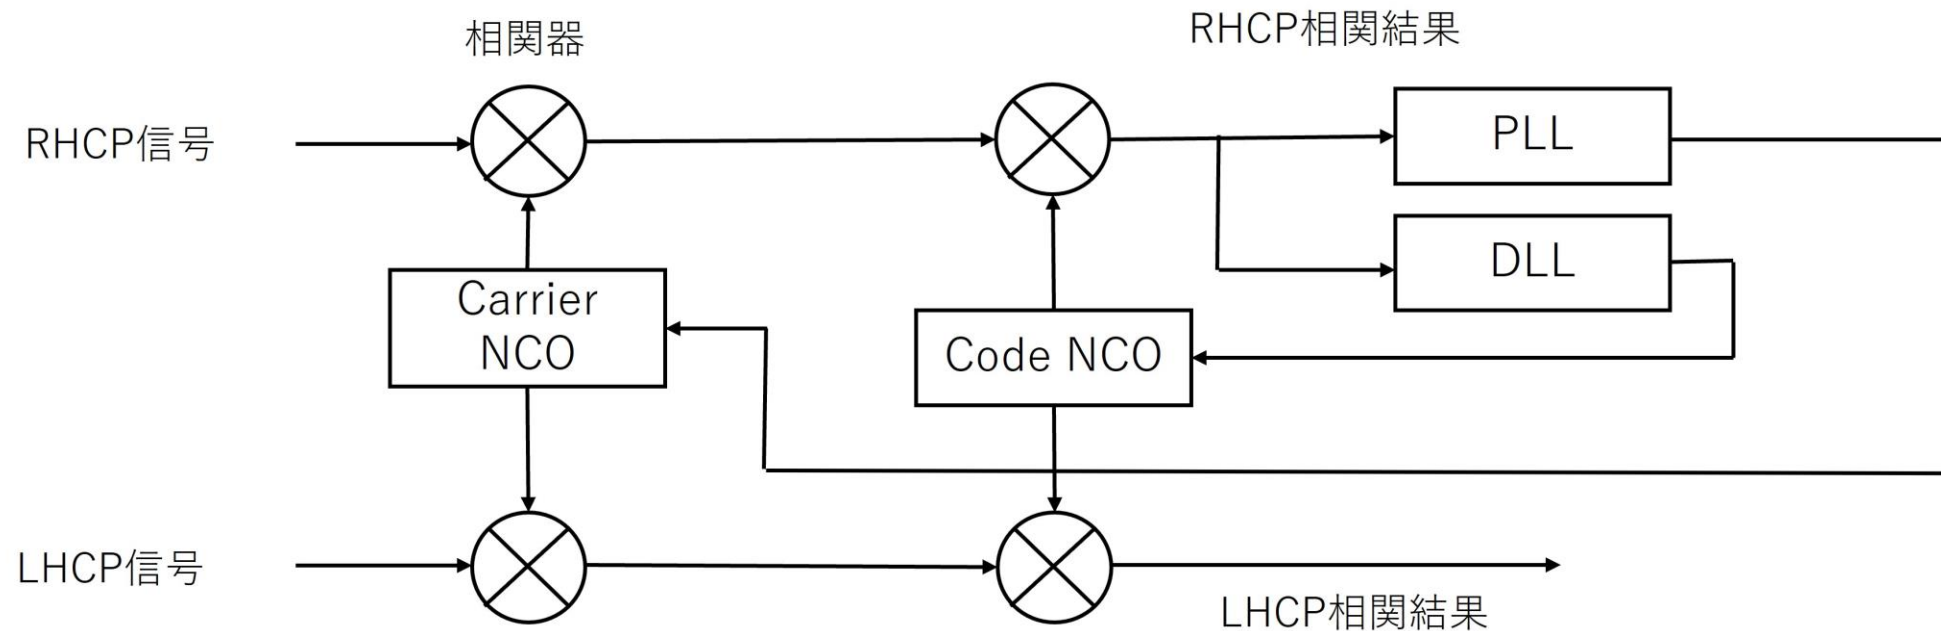 相関器
RHCP相関結果
RHCP信号
PLL
DLL
Carrier
NCO
Code NCO
LHCP信号
LHCP相関結果